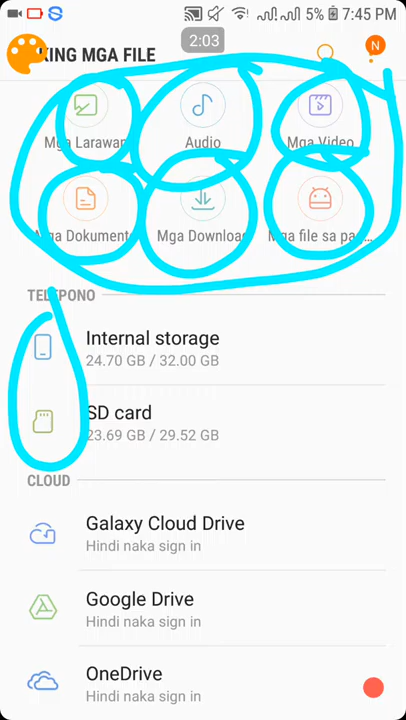 5% 7:45 PM
2:03
KING MGA FILE
N
Mga Larawan
Audio
Mga Video
Mga Dokument
Mga Download
Mga file sa pag...
TELEPONO
Internal storage
24.70 GB / 32.00 GB
SD card
23.69 GB / 29.52 GB
CLOUD
Galaxy Cloud Drive
Hindi naka sign in
Google Drive
Hindi naka sign in
OneDrive
Hindi naka sign in